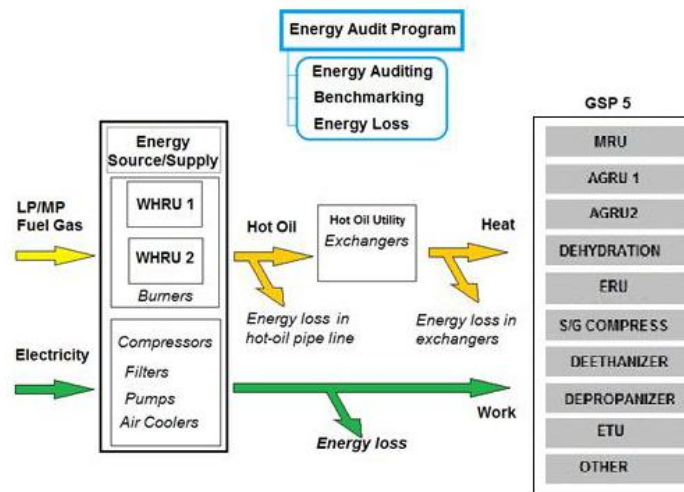 Energy Audit Program
Energy Auditing
Benchmarking
Energy Loss
Energy
Source/Supply
WHRU 1
WHRU 2
Burners
Compressors
Filters
Pumps
Air Coolers
LP/MP
Fuel Gas
Electricity
Hot Oil
Energy loss in
hot-oil pipe line
Hot Oil Utility
Exchangers
Heat
Energy loss in
exchangers
Work
Energy loss
GSP 5
MRU
AGRU 1
AGRU2
DEHYDRATION
ERU
S/G COMPRESS
DEETHANIZER
DEPROPANIZER
ETU
OTHER